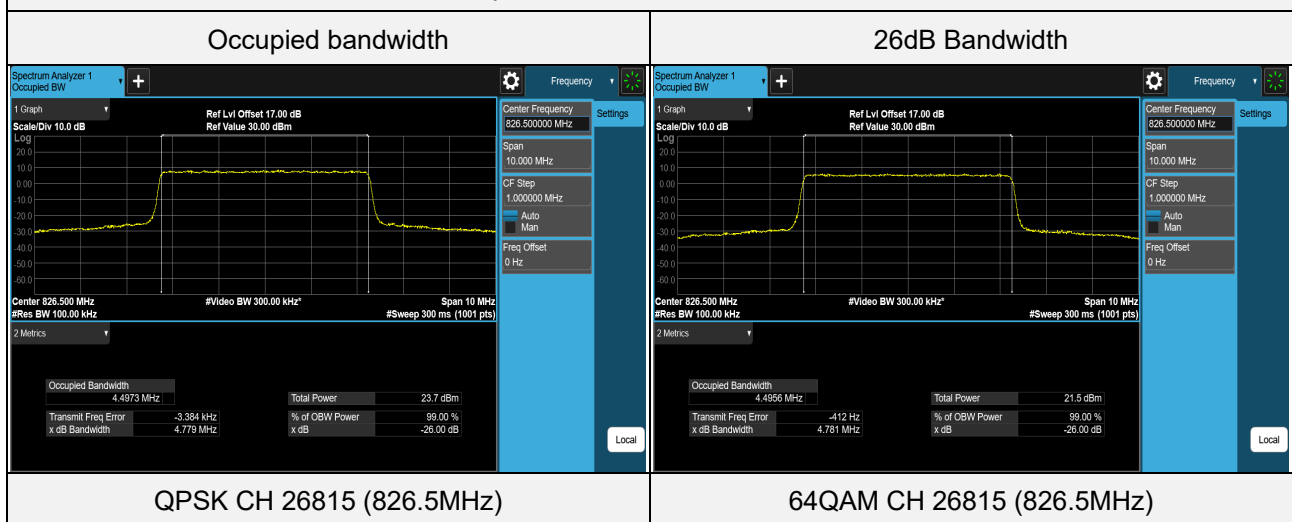 Occupied bandwidth
26dB Bandwidth
Spectrum Analyzer 1
Occupied BW
+
Frequency
1 Graph
Scale/Div 10.0 dB
Ref Lvl Offset 17.00 dB
Ref Value 30.00 dBm
Log
20.0
10.0
0.00
-10.0
-20.0
-30.0
-40.0
-50.0
-60.0
Center 826.500 MHz
#Video BW 300.00 kHz*
Span 10 MHz
#Res BW 100.00 kHz
#Sweep 300 ms (1001 pts)
Center Frequency
826.500000 MHz
Settings
Span
10.000 MHz
CF Step
1.000000 MHz
Auto
Man
Freq Offset
0 Hz
2 Metrics
Occupied Bandwidth
4.4973 MHz
Total Power 23.7 dBm
Transmit Freq Error -3.384 kHz
% of OBW Power 99.00 %
x dB Bandwidth 4.779 MHz
x dB -26.00 dB
Local
Spectrum Analyzer 1
Occupied BW
+
Frequency
1 Graph
Scale/Div 10.0 dB
Ref Lvl Offset 17.00 dB
Ref Value 30.00 dBm
Log
20.0
10.0
0.00
-10.0
-20.0
-30.0
-40.0
-50.0
-60.0
Center 826.500 MHz
#Video BW 300.00 kHz*
Span 10 MHz
#Res BW 100.00 kHz
#Sweep 300 ms (1001 pts)
Center Frequency
826.500000 MHz
Settings
Span
10.000 MHz
CF Step
1.000000 MHz
Auto
Man
Freq Offset
0 Hz
2 Metrics
Occupied Bandwidth
4.4956 MHz
Total Power 21.5 dBm
Transmit Freq Error -412 Hz
% of OBW Power 99.00 %
x dB Bandwidth 4.781 MHz
x dB -26.00 dB
Local
QPSK CH 26815 (826.5MHz)
64QAM CH 26815 (826.5MHz)